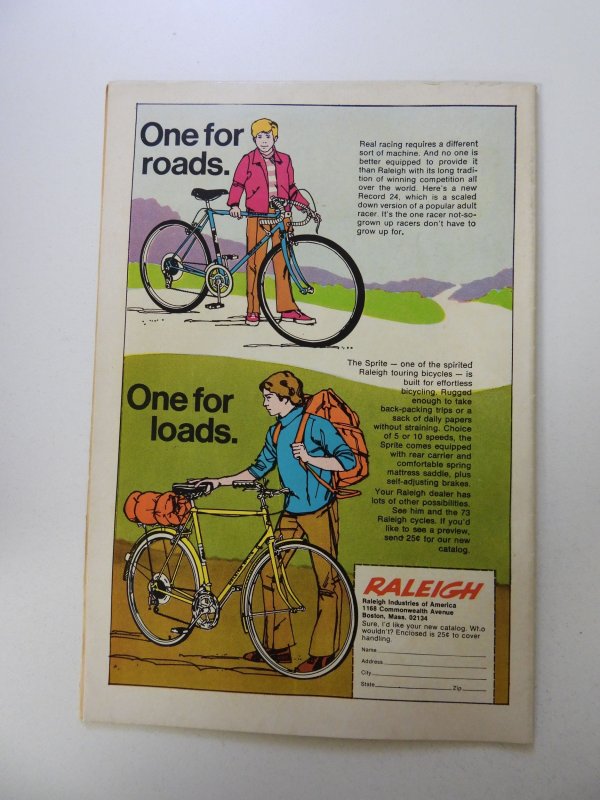 One for
roads.
Real racing requires a different
sort of machine. And no one is
better equipped to provide it
than Raleigh with its long tradi-
tion of winning competition all
over the world. Here's a new
Record 24, which is a scaled
down version of a popular adult
racer. It's the one racer not-so-
grown up racers don't have to
grow up for.
The Sprite — one of the spirited
Raleigh touring bicycles — is
built for effortless
bicycling. Rugged
enough to take
back-packing trips or a
sack of daily papers
without straining. Choice
of 5 or 10 speeds, the
Sprite comes equipped
with rear carrier and
comfortable spring
mattress saddle, plus
self-adjusting brakes.
Your Raleigh dealer has
lots of other possibilities.
See him and the 73
Raleigh cycles. If you'd
like to see a preview,
send 25¢ for our new
catalog.
One for
loads.
RALEIGH
Raleigh Industries of America
1168 Commonwealth Avenue
Boston, Mass. 02134
Sure, I'd like your new catalog. Who
wouldn't? Enclosed is 25¢ to cover
handling.
Name
Address
City
State Zip